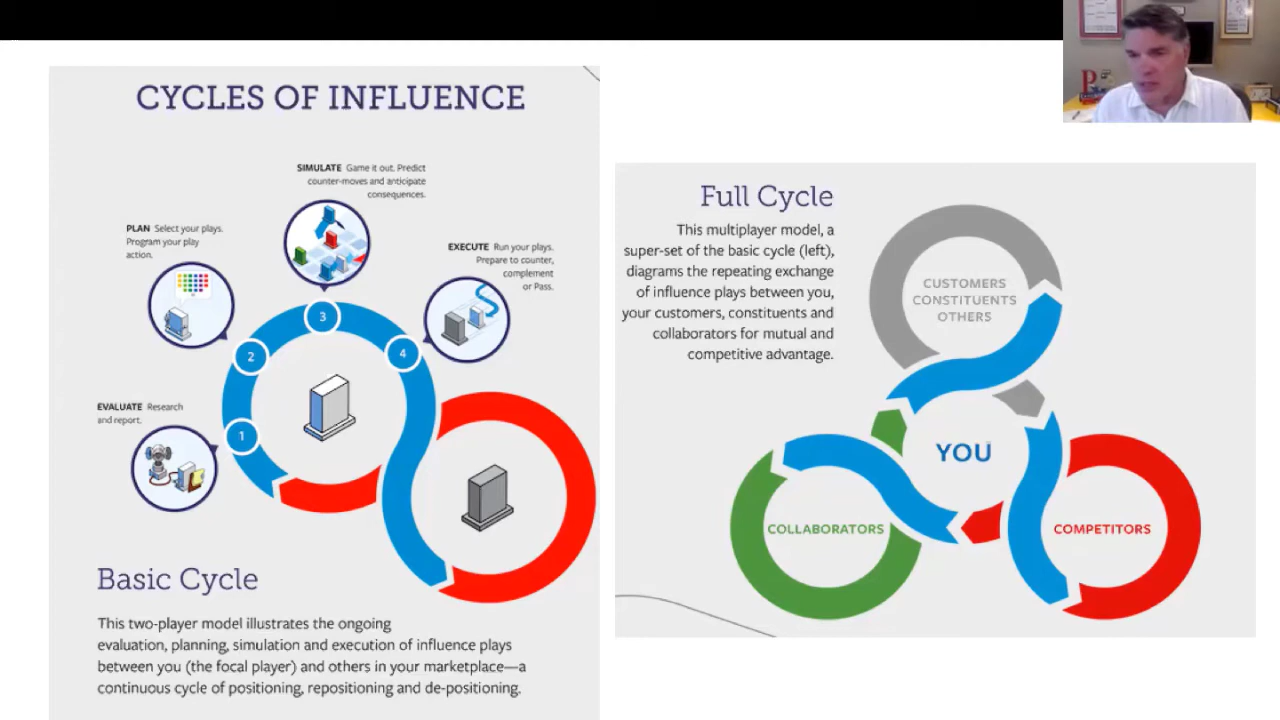 CYCLES OF INFLUENCE
SIMULATE Game it out. Predict
counter-moves and anticipate
consequences.
PLAN Select your plays.
Program your play
action.
EXECUTE Run your plays.
Prepare to counter,
complement
or Pass.
3
2
4
EVALUATE Research
and report.
1
Basic Cycle
This two-player model illustrates the ongoing
evaluation, planning, simulation and execution of influence plays
between you (the focal player) and others in your marketplace—a
continuous cycle of positioning, repositioning and de-positioning.
Full Cycle
This multiplayer model, a
super-set of the basic cycle (left),
diagrams the repeating exchange
of influence plays between you,
your customers, constituents and
collaborators for mutual and
competitive advantage.
CUSTOMERS
CONSTITUENTS
OTHERS
YOU
COLLABORATORS
COMPETITORS
P